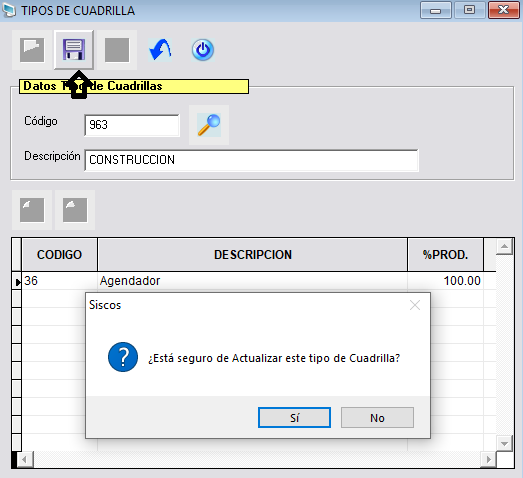 TIPOS DE CUADRILLA
Datos Tipo de Cuadrillas
Código
963
Descripción
CONSTRUCCION
CODIGO DESCRIPCION %PROD.
36 Agendador 100.00
Siscos
¿Está seguro de Actualizar este tipo de Cuadrilla?
Sí No